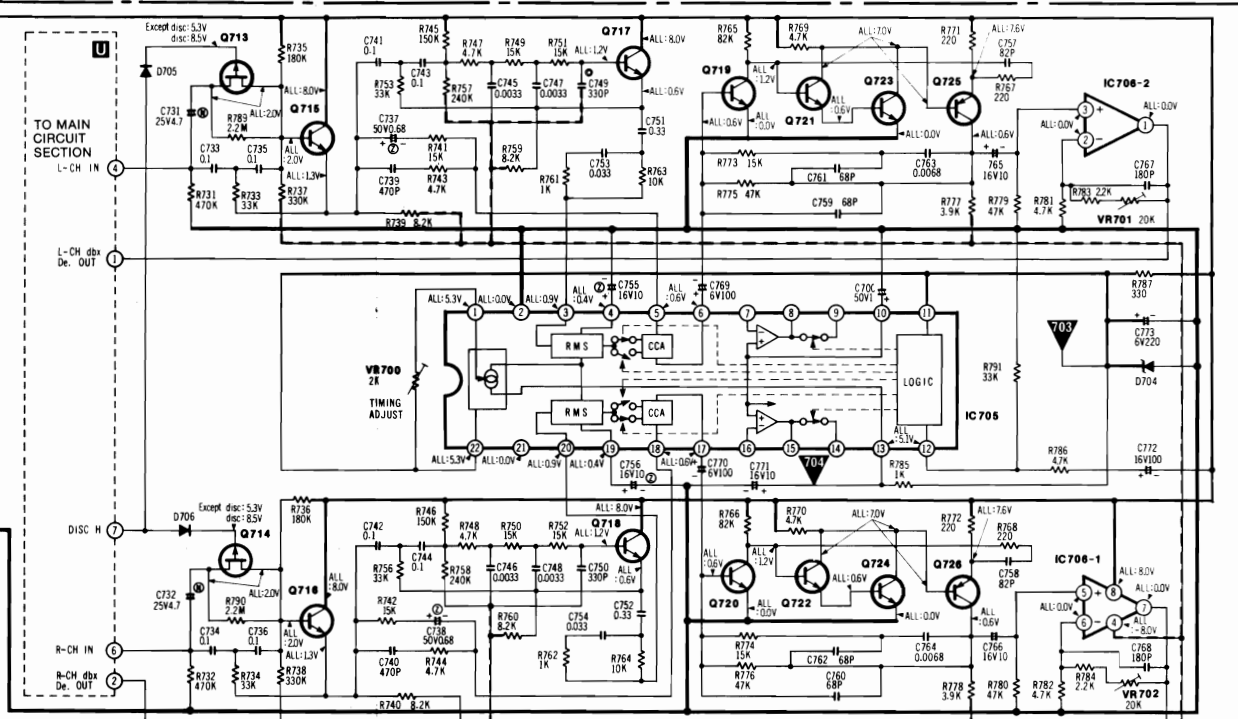 U
TO MAIN
CIRCUIT
SECTION
4
L-CH IN
L-CH dbx
De. OUT
1
DISC H
7
R-CH IN
6
R-CH dbx
De. OUT
2
Except disc:5.3V
disc:8.5V
Q713
D705
C731
25V4.7
R789
2.2M
ALL:2.0V
ALL:8.0V
R735
180K
Q715
ALL
:2.0V
ALL:1.3V
C733
0.1
C735
0.1
R731
470K
R733
33K
R737
330K
C741
0.1
R745
150K
C743
0.1
R753
33K
R757
240K
R747
4.7K
R749
15K
R751
15K
C745
0.0033
C747
0.0033
C749
330P
ALL:1.2V
Q717
ALL:8.0V
ALL:0.6V
C737
50V0.68
+ Z -
R741
15K
C739
470P
R743
4.7K
R739 8.2K
R759
8.2K
C751
0.33
C753
0.033
R761
1K
R763
10K
R765
82K
R769
4.7K
ALL:7.0V
R771
220
ALL:7.6V
C757
82P
R767
220
Q719
ALL
:1.2V
ALL:0.6V
ALL
:0.0V
Q721
ALL
:0.6V
Q723
ALL:0.0V
Q725
ALL:0.6V
R773 15K
C761 68P
C763
0.0068
765
16V10
R775 47K
C759 68P
R777
3.9K
R779
47K
R781
4.7K
IC706-2
3 +
2 -
1
ALL:0.0V
ALL:0.0V
C767
180P
R783 2.2K
VR701 20K
R787
330
703
C773
6V220
D704
R791
33K
R786
4.7K
C772
16V100
VR700
2K
TIMING
ADJUST
ALL:5.3V
ALL:0.0V
ALL:0.9V
ALL
:0.4V
C755
16V10
Z
ALL
:0.6V
C769
6V100
C70
50V1
1 2 3 4 5 6 7 8 9 10 11
RMS
CCA
LOGIC
RMS
CCA
IC705
22 21 20 19 18 17 16 15 14 13 12
ALL:5.3V
ALL:0.0V
ALL:0.9V
ALL:0.4V
C756
16V10
Z
ALL:0.6V
C770
6V100
C771
16V10
704
ALL
:5.1V
R785
1K
D706
Except disc:5.3V
disc:8.5V
Q714
R736
180K
C732
25V4.7
R790
2.2M
ALL:2.0V
ALL
:8.0V
Q716
ALL
:2.0V
ALL:1.3V
C734
0.1
C736
0.1
R732
470K
R734
33K
R738
330K
C742
0.1
R746
150K
C744
0.1
R756
33K
R758
240K
R748
4.7K
R750
15K
R752
15K
C746
0.0033
C748
0.0033
C750
330P
ALL:8.0V
Q718
ALL:1.2V
ALL
:0.6V
R742
15K
Z
C738
50V0.68
C740
470P
R744
4.7K
R740 8.2K
R760
8.2K
C752
0.33
C754
0.033
R762
1K
R764
10K
R766
82K
R770
4.7K
ALL:7.0V
R772
220
ALL:7.6V
R768
220
C758
82P
ALL
:0.6V
ALL
:1.2V
Q720
ALL
:0.0V
Q722
ALL:0.6V
Q724
ALL:0.0V
Q726
ALL
:0.6V
R774
15K
C762 68P
C764
0.0068
C766
16V10
R776
47K
C760
68P
R778
3.9K
R780
47K
R782
4.7K
IC706-1
5 +
6 -
8
7
4
ALL:8.0V
ALL:0.0V
ALL:0.0V
ALL
:-8.0V
C768
180P
R784
2.2K
VR702
20K